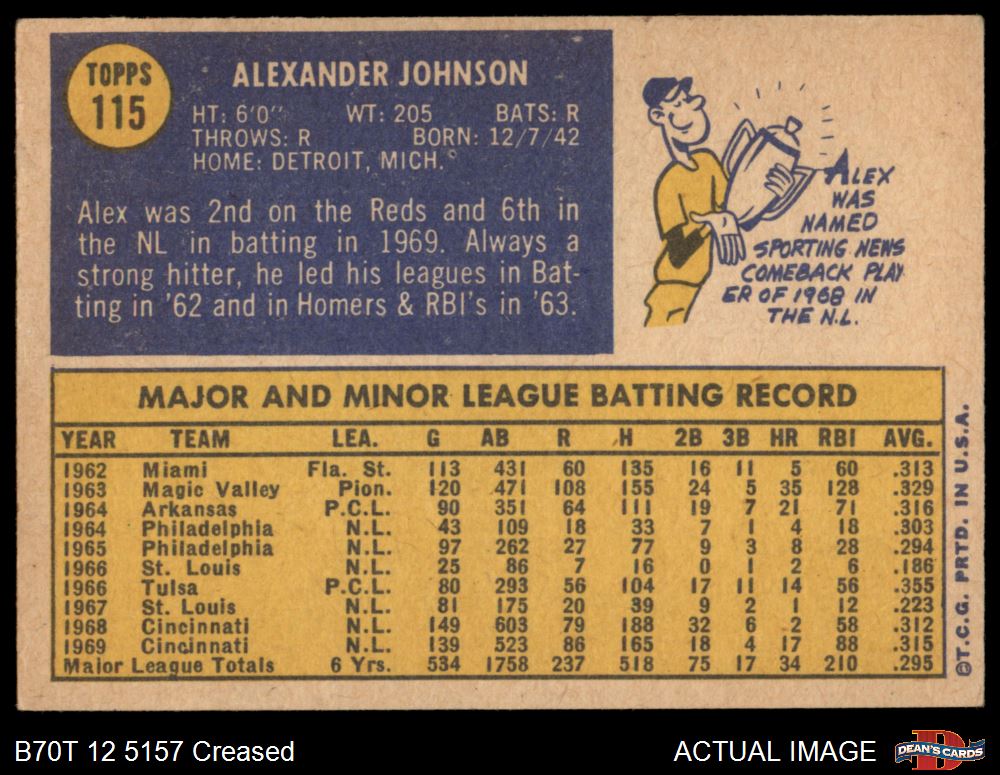 TOPPS
115
ALEXANDER JOHNSON
HT: 6'0" WT: 205 BATS: R
THROWS: R BORN: 12/7/42
HOME: DETROIT, MICH.
Alex was 2nd on the Reds and 6th in
the NL in batting in 1969. Always a
strong hitter, he led his leagues in Bat-
ting in '62 and in Homers & RBI's in '63.
ALEX
WAS
NAMED
SPORTING NEWS
COMEBACK PLAY
ER OF 1968 IN
THE N.L.
MAJOR AND MINOR LEAGUE BATTING RECORD
YEAR TEAM LEA. G AB R H 2B 3B HR RBI AVG.
1962 Miami Fla. St. 113 431 60 135 16 11 5 60 .313
1963 Magic Valley Pion. 120 471 108 155 24 5 35 128 .329
1964 Arkansas P.C.L. 90 351 64 111 19 7 21 71 .316
1964 Philadelphia N.L. 43 109 18 33 7 1 4 18 .303
1965 Philadelphia N.L. 97 262 27 77 9 3 8 28 .294
1966 St. Louis N.L. 25 86 7 16 0 1 2 6 .186
1966 Tulsa P.C.L. 80 293 56 104 17 11 14 56 .355
1967 St. Louis N.L. 81 175 20 39 9 2 1 12 .223
1968 Cincinnati N.L. 149 603 79 188 32 6 2 58 .312
1969 Cincinnati N.L. 139 523 86 165 18 4 17 88 .315
Major League Totals 6 Yrs. 534 1758 237 518 75 17 34 210 .295
©T.C.G. PRTD. IN U.S.A.
B70T 12 5157 Creased
ACTUAL IMAGE
DEAN'S CARDS